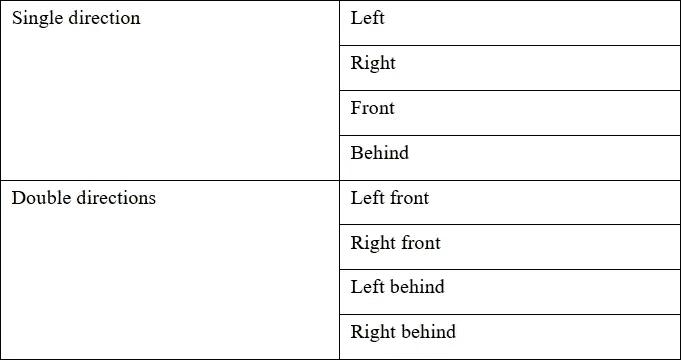 Single direction
Left
Right
Front
Behind
Double directions
Left front
Right front
Left behind
Right behind